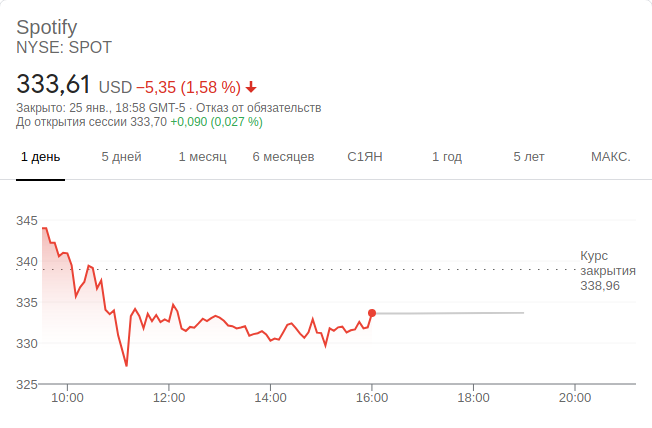 Spotify
NYSE: SPOT
333,61 USD −5,35 (1,58 %)
Закрыто: 25 янв., 18:58 GMT-5 · Отказ от обязательств
До открытия сессии 333,70 +0,090 (0,027 %)
1 день 5 дней 1 месяц 6 месяцев С1ЯН 1 год 5 лет МАКС.
345
340
335
330
325
Курс
закрытия
338,96
10:00 12:00 14:00 16:00 18:00 20:00